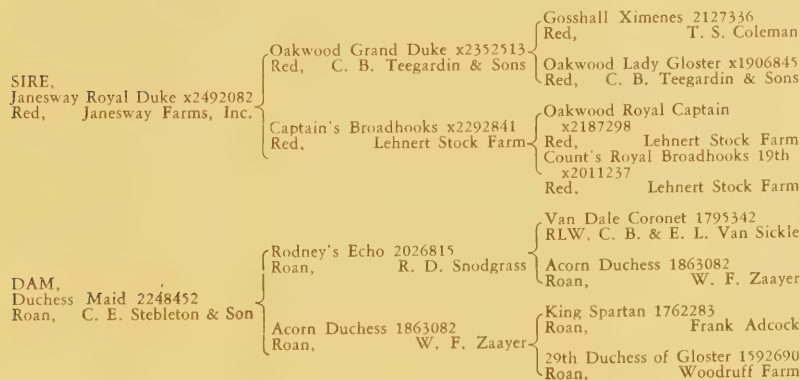 SIRE,
Janesway Royal Duke x2492082
Red, Janesway Farms, Inc.
Oakwood Grand Duke x2352513
Red, C. B. Teegardin & Sons
Gosshall Ximenes 2127336
Red, T. S. Coleman
Oakwood Lady Gloster x1906845
Red, C. B. Teegardin & Sons
Captain's Broadhooks x2292841
Red. Lehnert Stock Farm
Oakwood Royal Captain
x2187298
Red, Lehnert Stock Farm
Count's Royal Broadhooks 19th
x2011237
Red, Lehnert Stock Farm
DAM,
Duchess Maid 2248452
Roan, C. E. Stebleton & Son
Rodney's Echo 2026815
Roan, R. D. Snodgrass
Van Dale Coronet 1795342
RLW, C. B. & E. L. Van Sickle
Acorn Duchess 1863082
Roan, W. F. Zaayer
Acorn Duchess 1863082
Roan, W. F. Zaayer
King Spartan 1762283
Roan, Frank Adcock
29th Duchess of Gloster 1592690
Roan, Woodruff Farm